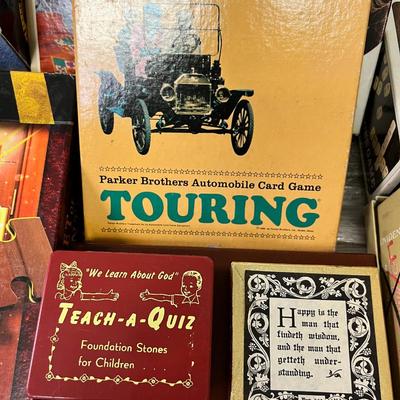 Parker Brothers Automobile Card Game
TOURING
"We Learn About God"
TEACH-A-QUIZ
Foundation Stones
for Children
Happy is the
man that
findeth wisdom,
and the man that
getteth under-
standing.